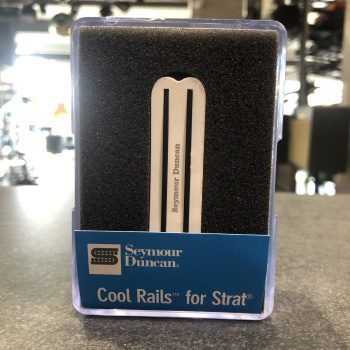 Seymour Duncan
Seymour
Duncan®
Cool Rails™ for Strat®